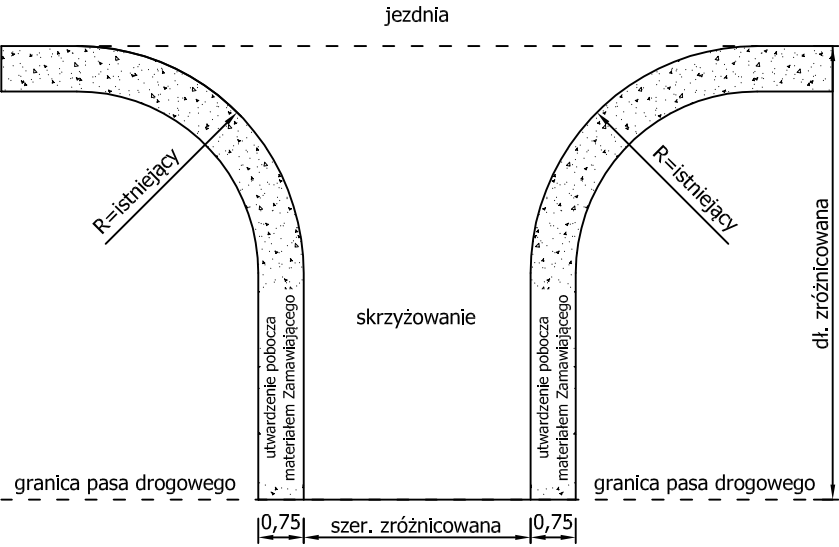 jezdnia
R=istniejący
R=istniejący
dł. zróżnicowana
skrzyżowanie
utwardzenie pobocza
materiałem Zamawiającego
utwardzenie pobocza
materiałem Zamawiającego
granica pasa drogowego
granica pasa drogowego
0,75
szer. zróżnicowana
0,75